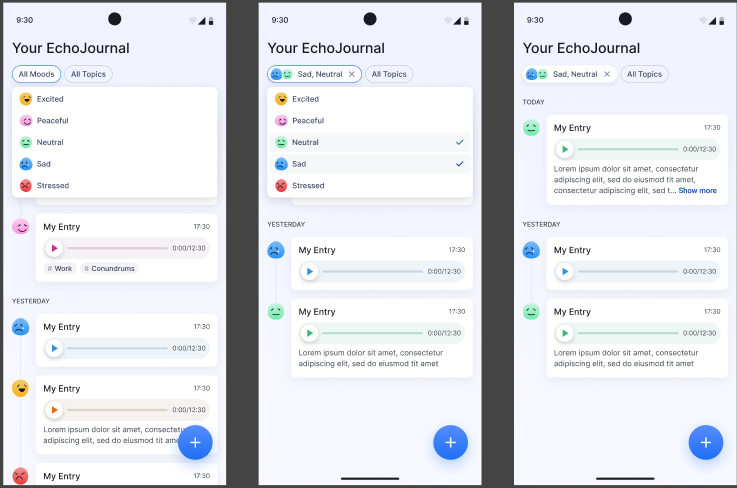 9:30
Your EchoJournal
All Moods All Topics
Excited
Peaceful
Neutral
Sad
Stressed
My Entry 17:30
0:00/12:30
# Work # Conundrums
YESTERDAY
My Entry 17:30
0:00/12:30
My Entry 17:30
0:00/12:30
Lorem ipsum dolor sit amet, consectetur
adipiscing elit, sed do eiusmod tit
My Entry 17:30
9:30
Your EchoJournal
Sad, Neutral All Topics
Excited
Peaceful
Neutral
Sad
Stressed
YESTERDAY
My Entry 17:30
0:00/12:30
My Entry 17:30
0:00/12:30
Lorem ipsum dolor sit amet, consectetur
adipiscing elit, sed do eiusmod tit amet
9:30
Your EchoJournal
Sad, Neutral All Topics
TODAY
My Entry 17:30
0:00/12:30
Lorem ipsum dolor sit amet, consectetur
adipiscing elit, sed do eiusmod tit amet,
consectetur adipiscing elit, sed t... Show more
YESTERDAY
My Entry 17:30
0:00/12:30
My Entry 17:30
0:00/12:30
Lorem ipsum dolor sit amet, consectetur
adipiscing elit, sed do eiusmod tit amet